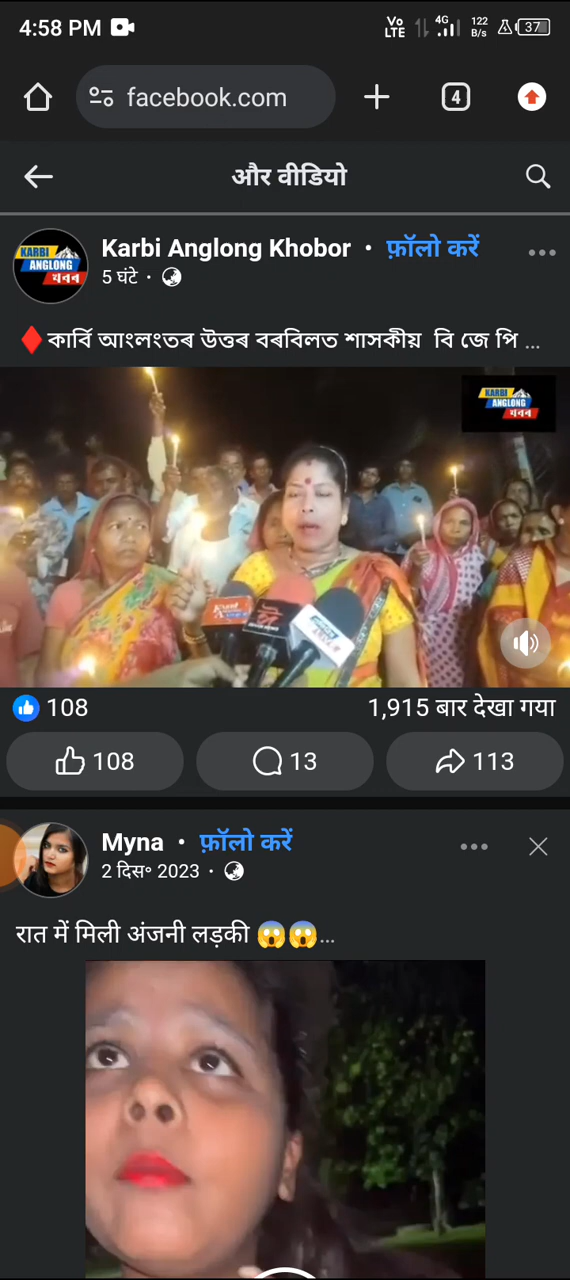 4:58 PM
Vo LTE
4G
122 B/s
37
facebook.com
4
और वीडियो
KARBI ANGLONG খবৰ
Karbi Anglong Khobor • फ़ॉलो करें
5 घंटे ·
কাৰ্বি আংলংতৰ উত্তৰ বৰবিলত শাসকীয় বি জে পি ...
KARBI ANGLONG খবৰ
108
1,915 बार देखा गया
108
13
113
Myna • फ़ॉलो करें
2 दिस॰ 2023 ·
रात में मिली अंजनी लड़की 😱😱...